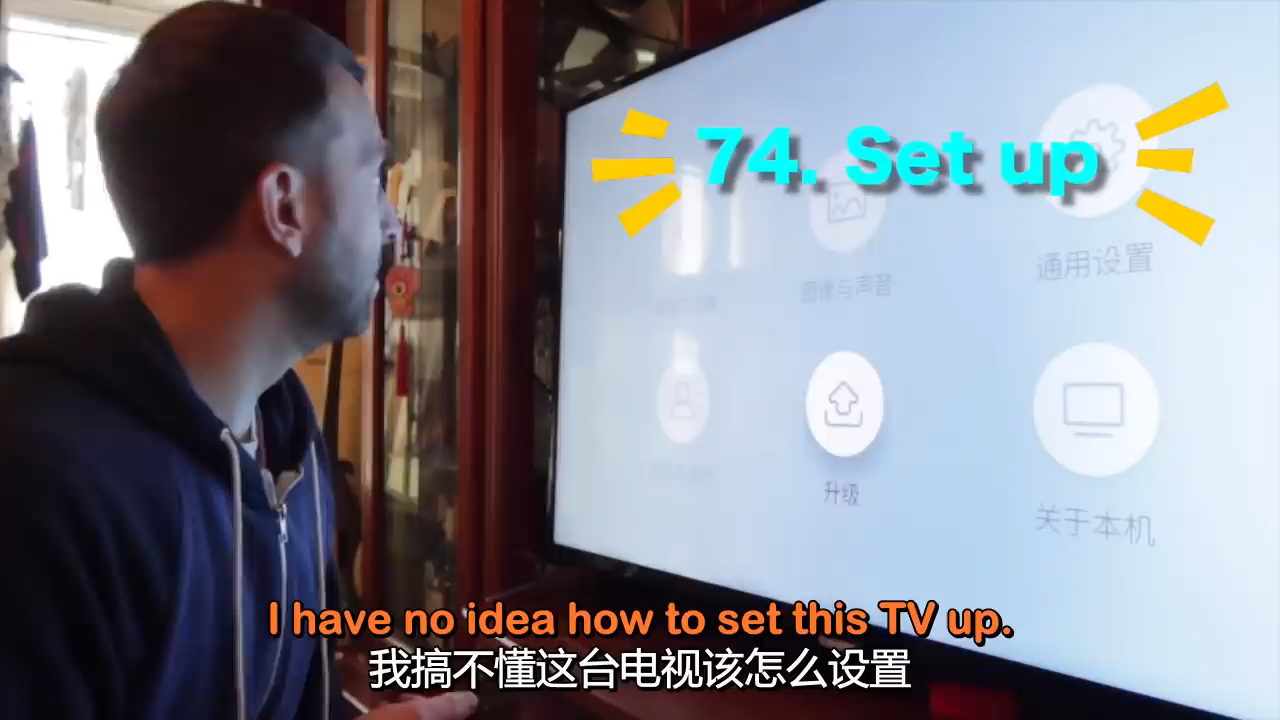 74. Set up
通用设置
图像与声音
升级
关于本机
I have no idea how to set this TV up.
我搞不懂这台电视该怎么设置